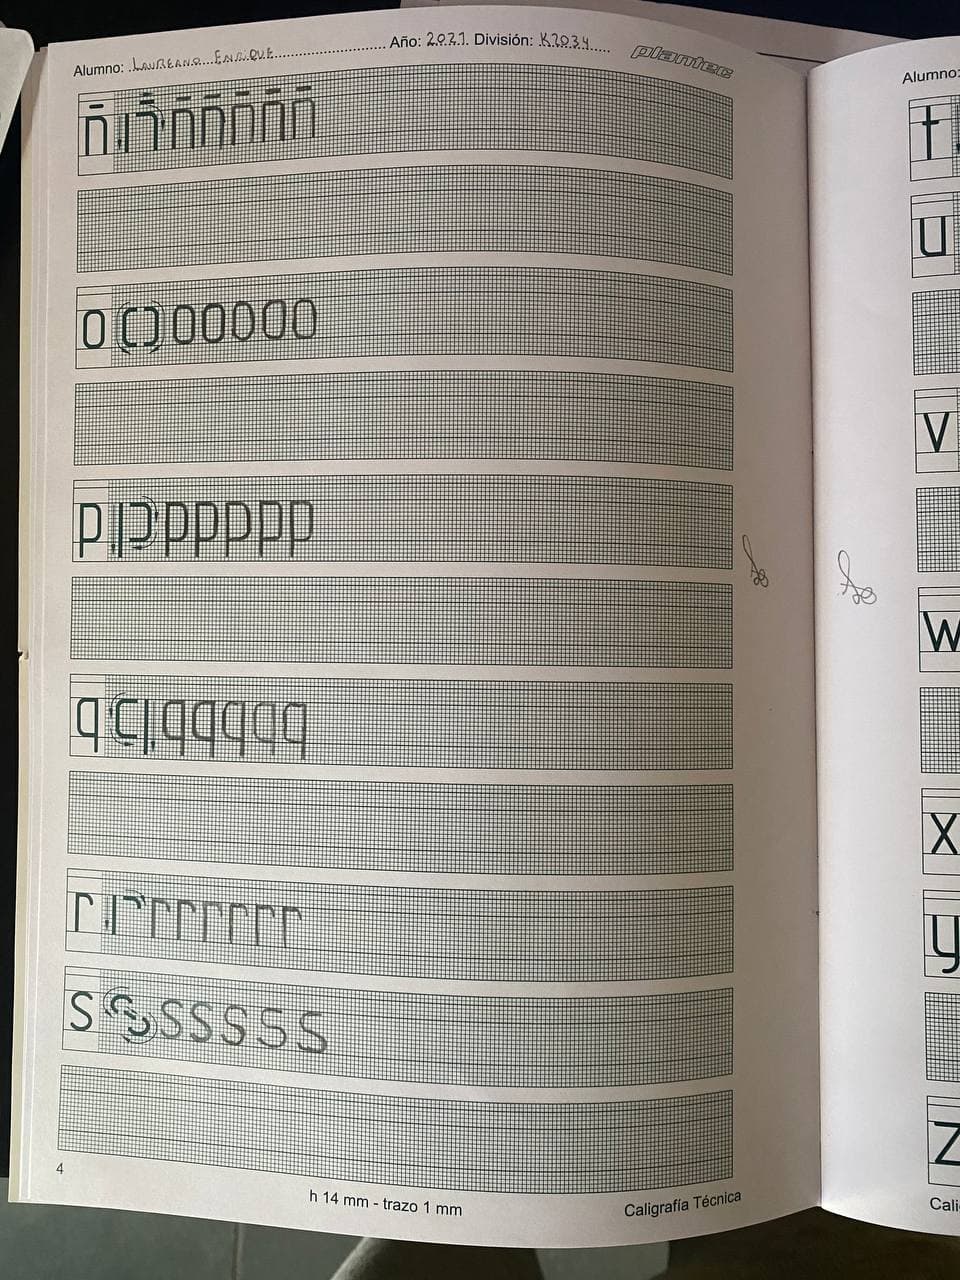 Alumno: LAUREANO ENRIQUE Año: 2021 División: K2034
plantec
ñ ñ ñ ñ ñ ñ
o o o o o o
p p p p p p
q q q q q q
r r r r r r r
s s s s s s
4
h 14 mm - trazo 1 mm
Caligrafía Técnica
Alumno:
t
u
v
w
x
y
z
Cali